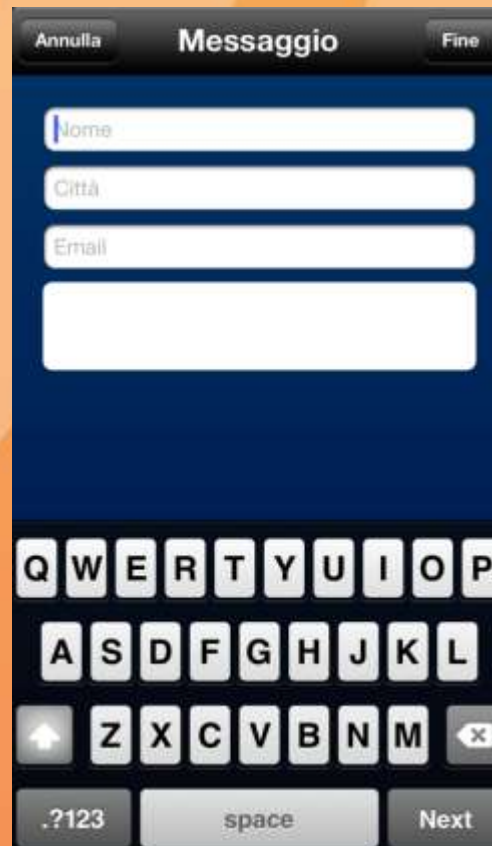 Annulla Messaggio Fine
Nome
Città
Email
Q W E R T Y U I O P
A S D F G H J K L
Z X C V B N M
.?123 space Next